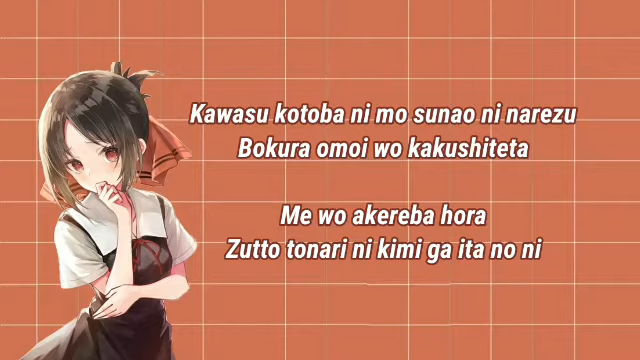 Kawasu kotoba ni mo sunao ni narezu
Bokura omoi wo kakushiteta
Me wo akereba hora
Zutto tonari ni kimi ga ita no ni